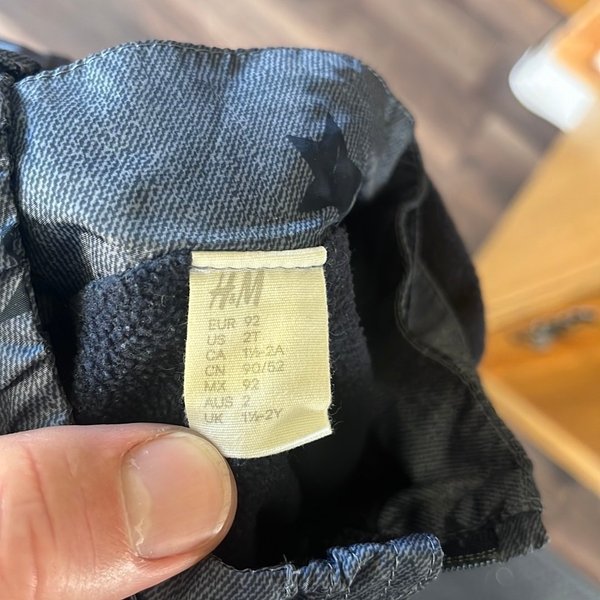 H&M
EUR 92
US 2T
CA 1½-2A
CN 90/52
MX 92
AUS 2
UK 1½-2Y